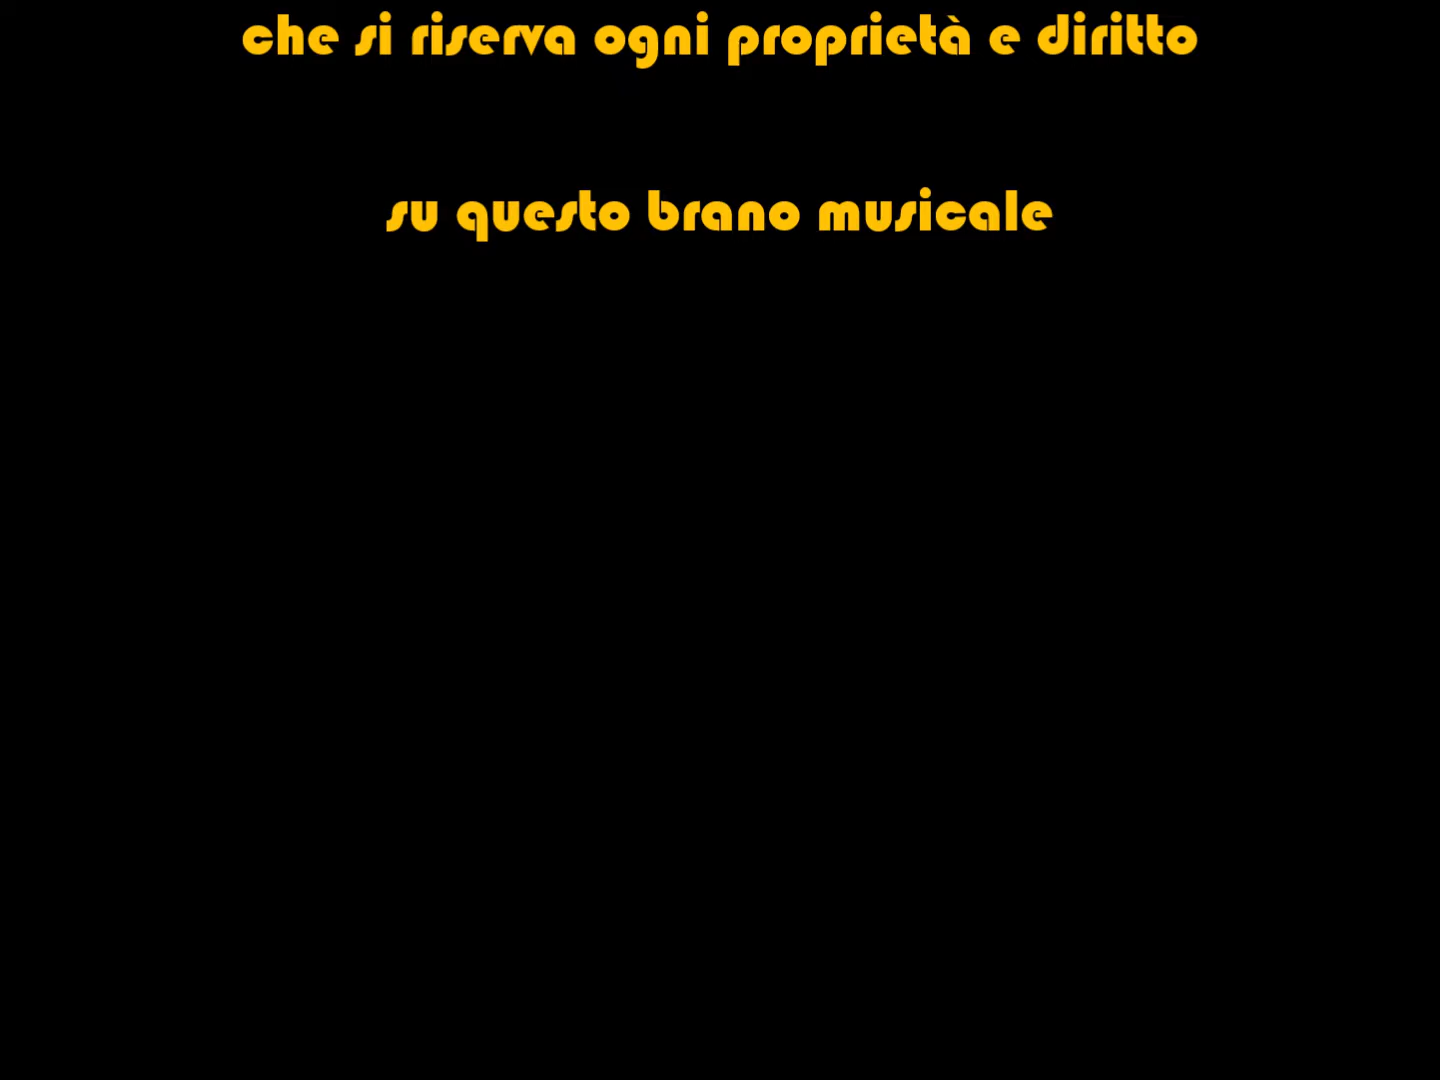 che si riserva ogni proprietà e diritto
su questo brano musicale